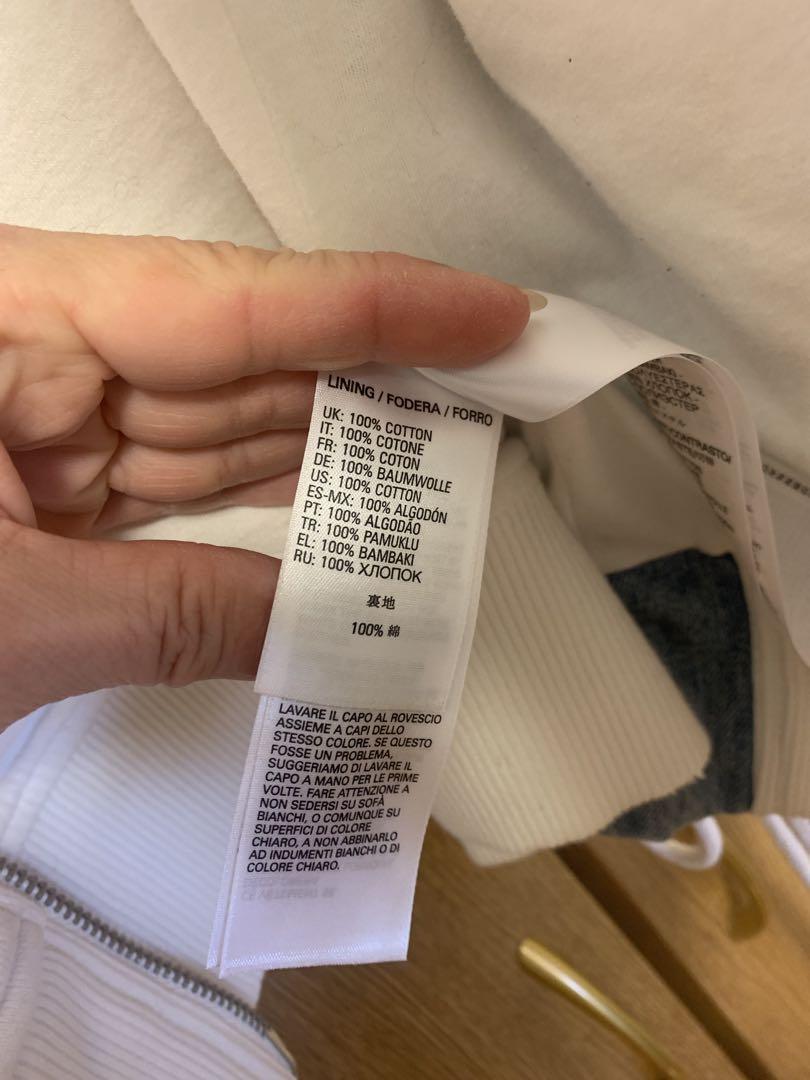 LINING / FODERA / FORRO
UK: 100% COTTON
IT: 100% COTONE
FR: 100% COTON
DE: 100% BAUMWOLLE
US: 100% COTTON
ES-MX: 100% ALGODÓN
PT: 100% ALGODÃO
TR: 100% PAMUKLU
EL: 100% ΒΑΜΒΑΚΙ
RU: 100% ХЛОПОК
裏地
100% 綿
LAVARE IL CAPO AL ROVESCIO
ASSIEME A CAPI DELLO
STESSO COLORE. SE QUESTO
FOSSE UN PROBLEMA,
SUGGERIAMO DI LAVARE IL
CAPO A MANO PER LE PRIME
VOLTE. FARE ATTENZIONE A
NON SEDERSI SU SOFÀ
BIANCHI, O COMUNQUE SU
SUPERFICI DI COLORE
CHIARO, A NON ABBINARLO
AD INDUMENTI BIANCHI O DI
COLORE CHIARO.
ХЛОПОК -
CONTRASTO/